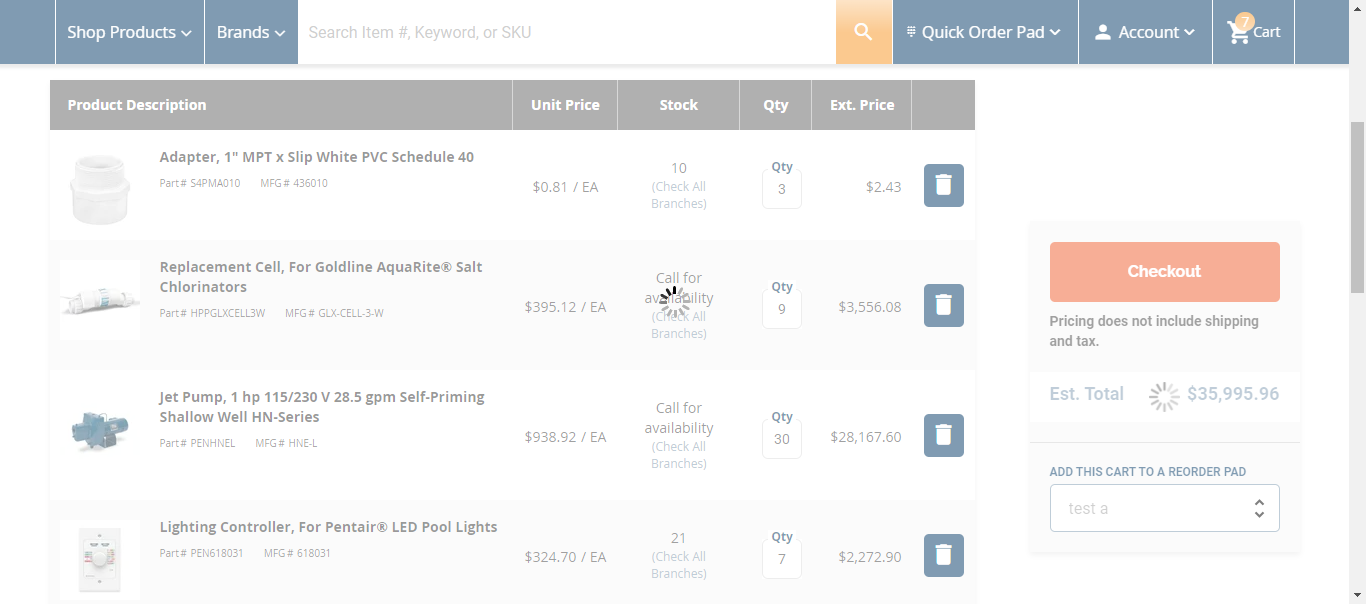 Shop Products
Brands
Search Item #, Keyword, or SKU
Quick Order Pad
Account
7
Cart
Product Description
Unit Price
Stock
Qty
Ext. Price
Adapter, 1" MPT x Slip White PVC Schedule 40
Part# S4PMA010 MFG# 436010
$0.81 / EA
10
(Check All
Branches)
Qty
3
$2.43
Replacement Cell, For Goldline AquaRite® Salt
Chlorinators
Part# HPPGLXCELL3W MFG# GLX-CELL-3-W
$395.12 / EA
Call for
availability
(Check All
Branches)
Qty
9
$3,556.08
Jet Pump, 1 hp 115/230 V 28.5 gpm Self-Priming
Shallow Well HN-Series
Part# PENHNEL MFG# HNE-L
$938.92 / EA
Call for
availability
(Check All
Branches)
Qty
30
$28,167.60
Lighting Controller, For Pentair® LED Pool Lights
Part# PEN618031 MFG# 618031
$324.70 / EA
21
(Check All
Branches)
Qty
7
$2,272.90
Checkout
Pricing does not include shipping
and tax.
Est. Total $35,995.96
ADD THIS CART TO A REORDER PAD
test a